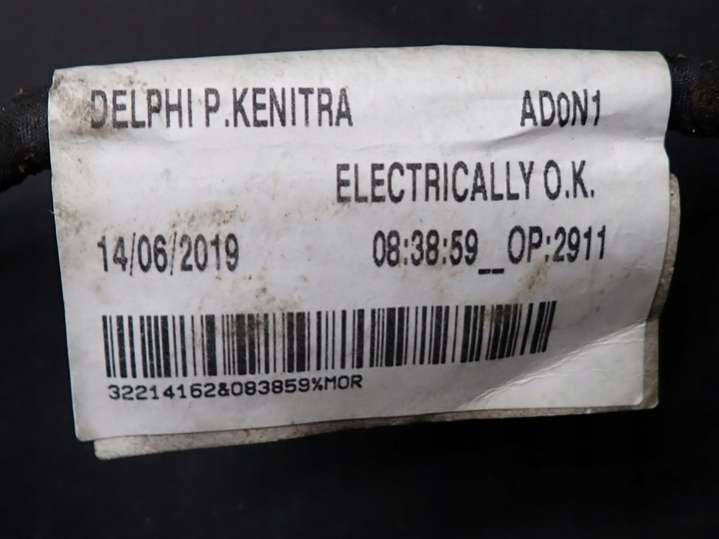 DELPHI P.KENITRA AD0N1
ELECTRICALLY O.K.
14/06/2019 08:38:59__OP:2911
32214162&083859%MOR